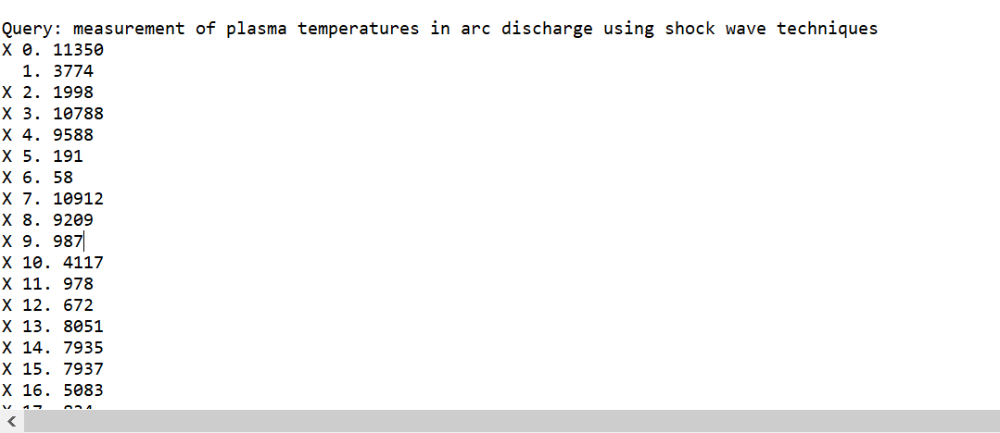 Query: measurement of plasma temperatures in arc discharge using shock wave techniques
X 0. 11350
1. 3774
X 2. 1998
X 3. 10788
X 4. 9588
X 5. 191
X 6. 58
X 7. 10912
X 8. 9209
X 9. 987
X 10. 4117
X 11. 978
X 12. 672
X 13. 8051
X 14. 7935
X 15. 7937
X 16. 5083